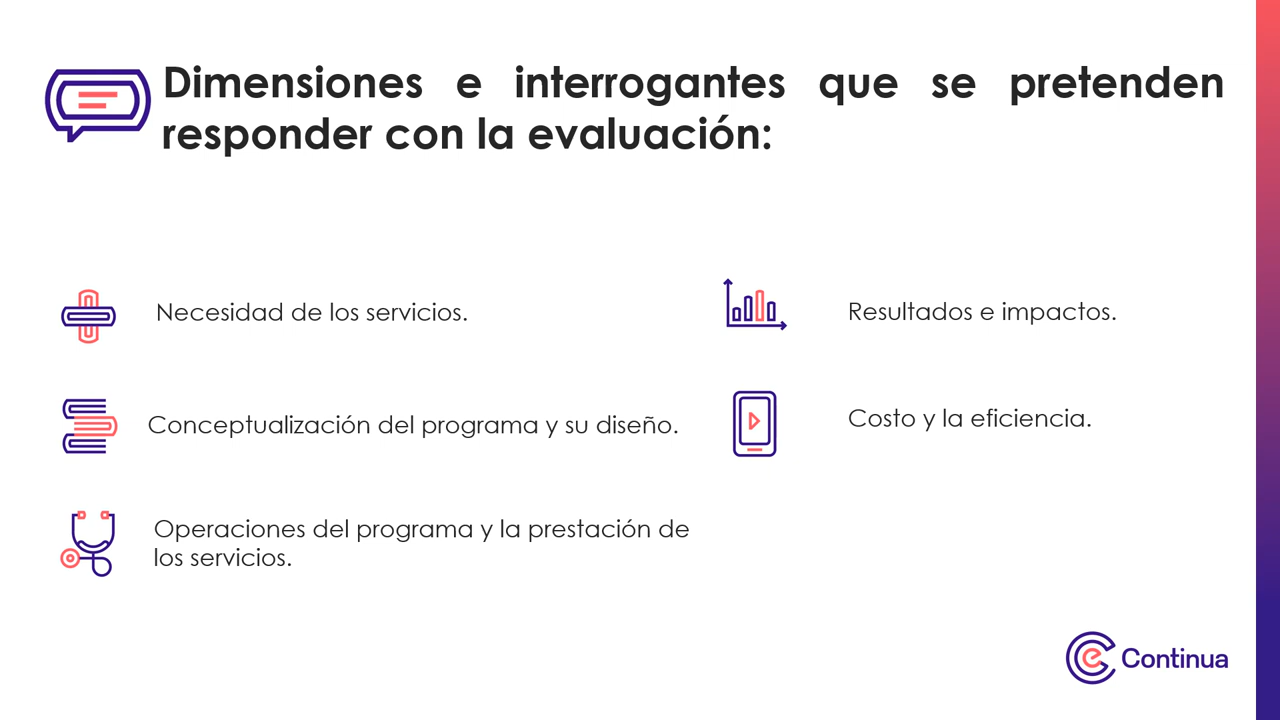 Dimensiones e interrogantes que se pretenden
responder con la evaluación:
Necesidad de los servicios.
Conceptualización del programa y su diseño.
Operaciones del programa y la prestación de
los servicios.
Resultados e impactos.
Costo y la eficiencia.
Continua